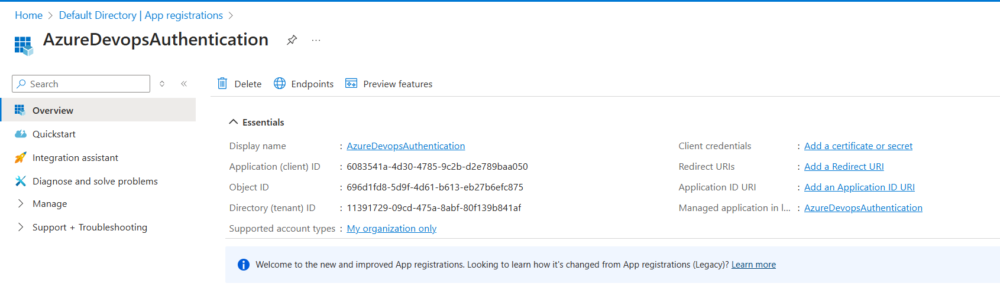 Home > Default Directory | App registrations >
AzureDevopsAuthentication
Search
Overview
Quickstart
Integration assistant
Diagnose and solve problems
Manage
Support + Troubleshooting
Delete Endpoints Preview features
Essentials
Display name : AzureDevopsAuthentication
Application (client) ID : 6083541a-4d30-4785-9c2b-d2e789baa050
Object ID : 696d1fd8-5d9f-4d61-b613-eb27b6efc875
Directory (tenant) ID : 11391729-09cd-475a-8abf-80f139b841af
Supported account types : My organization only
Client credentials : Add a certificate or secret
Redirect URIs : Add a Redirect URI
Application ID URI : Add an Application ID URI
Managed application in l... : AzureDevopsAuthentication
Welcome to the new and improved App registrations. Looking to learn how it's changed from App registrations (Legacy)? Learn more